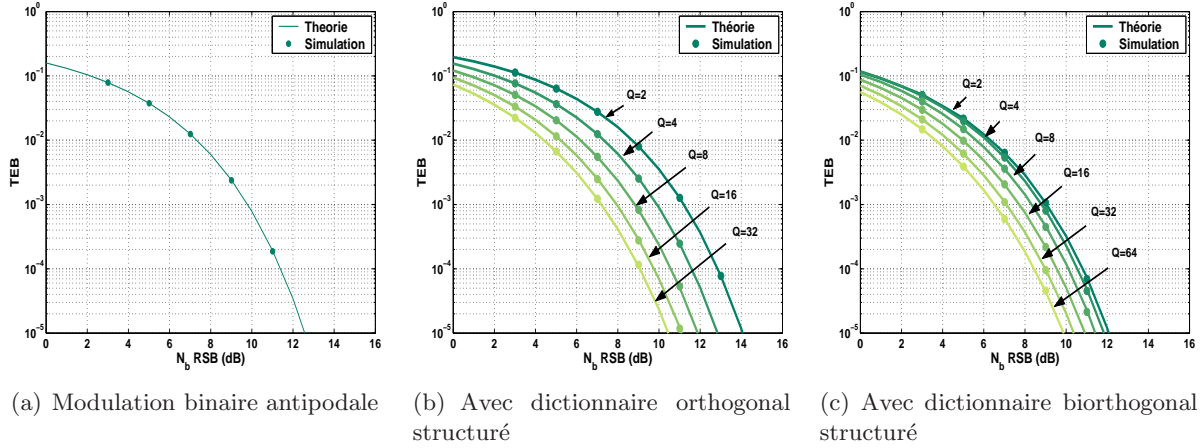 10^0
10^-1
10^-2
10^-3
10^-4
10^-5
TEB
0 2 4 6 8 10 12 14 16
N_b RSB (dB)
Theorie
Simulation
(a) Modulation binaire antipodale
10^0
10^-1
10^-2
10^-3
10^-4
10^-5
TEB
0 2 4 6 8 10 12 14 16
N_b RSB (dB)
Théorie
Simulation
Q=2
Q=4
Q=8
Q=16
Q=32
(b) Avec dictionnaire orthogonal
structuré
10^0
10^-1
10^-2
10^-3
10^-4
10^-5
TEB
0 2 4 6 8 10 12 14 16
N_b RSB (dB)
Théorie
Simulation
Q=2
Q=4
Q=8
Q=16
Q=32
Q=64
(c) Avec dictionnaire biorthogonal
structuré